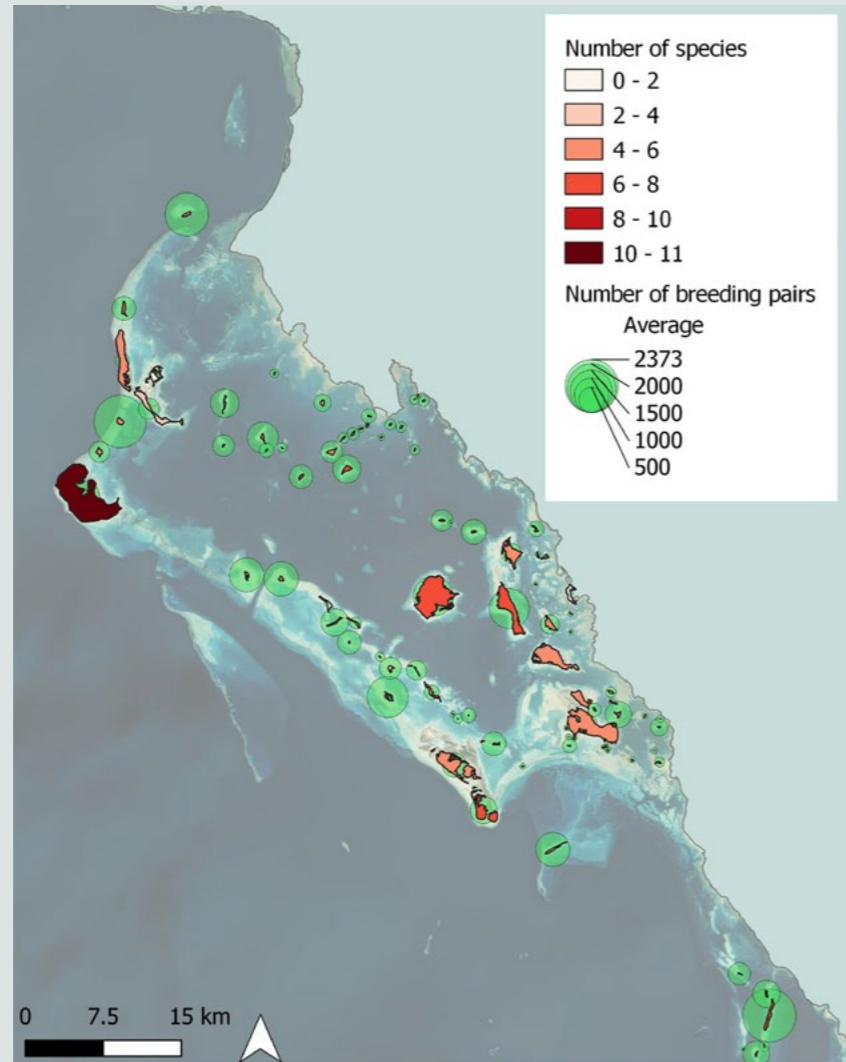 Number of species
0 - 2
2 - 4
4 - 6
6 - 8
8 - 10
10 - 11
Number of breeding pairs
Average
2373
2000
1500
1000
500
0 7.5 15 km